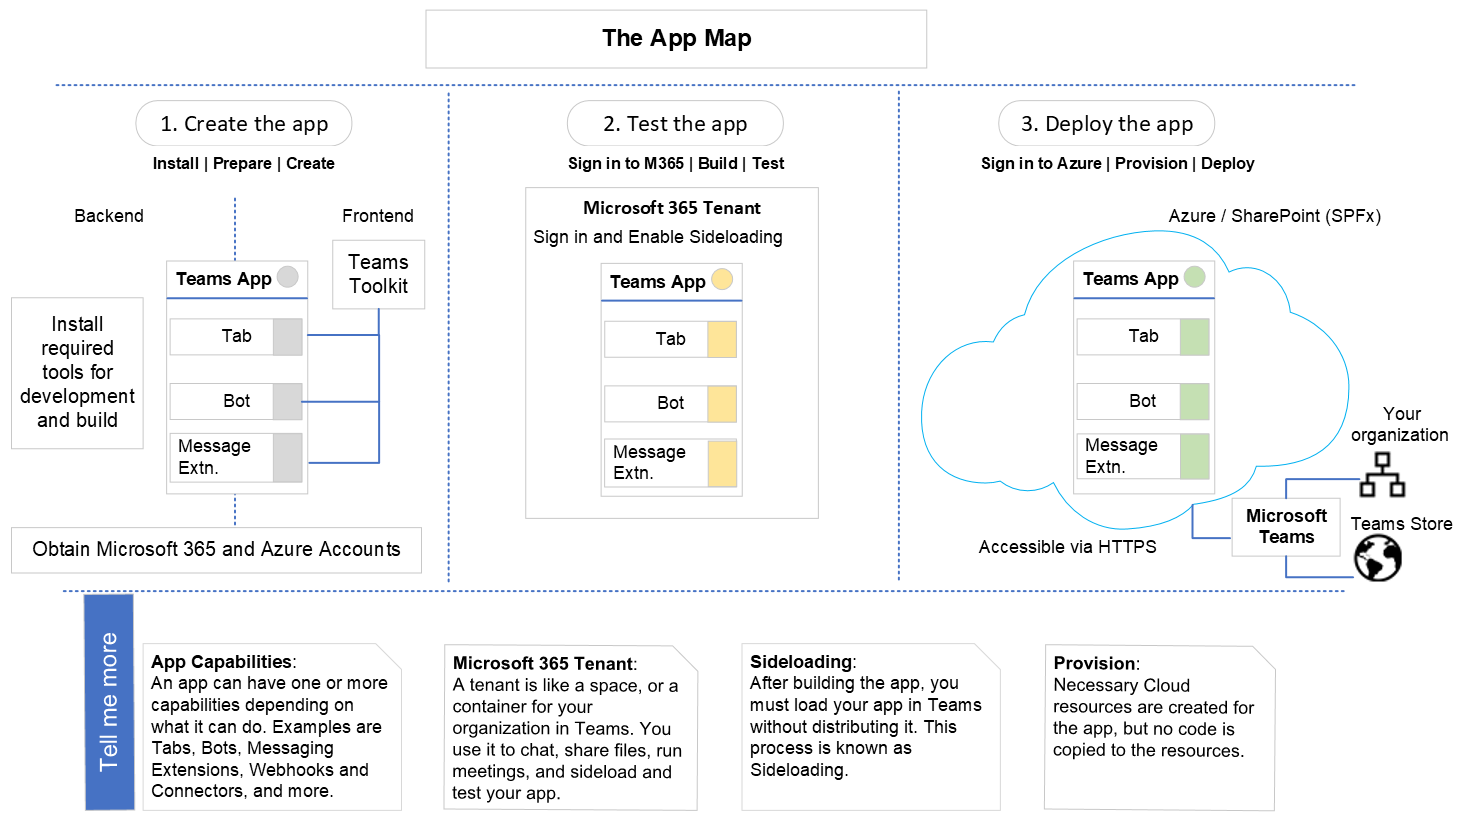 The App Map
1. Create the app
Install | Prepare | Create
Backend
Frontend
Teams
Toolkit
Teams App
Tab
Bot
Message
Extn.
Install
required
tools for
development
and build
Obtain Microsoft 365 and Azure Accounts
2. Test the app
Sign in to M365 | Build | Test
Microsoft 365 Tenant
Sign in and Enable Sideloading
Teams App
Tab
Bot
Message
Extn.
3. Deploy the app
Sign in to Azure | Provision | Deploy
Azure / SharePoint (SPFx)
Teams App
Tab
Bot
Message
Extn.
Your
organization
Microsoft
Teams
Teams Store
Accessible via HTTPS
Tell me more
App Capabilities:
An app can have one or more
capabilities depending on
what it can do. Examples are
Tabs, Bots, Messaging
Extensions, Webhooks and
Connectors, and more.
Microsoft 365 Tenant:
A tenant is like a space, or a
container for your
organization in Teams. You
use it to chat, share files, run
meetings, and sideload and
test your app.
Sideloading:
After building the app, you
must load your app in Teams
without distributing it. This
process is known as
Sideloading.
Provision:
Necessary Cloud
resources are created for
the app, but no code is
copied to the resources.